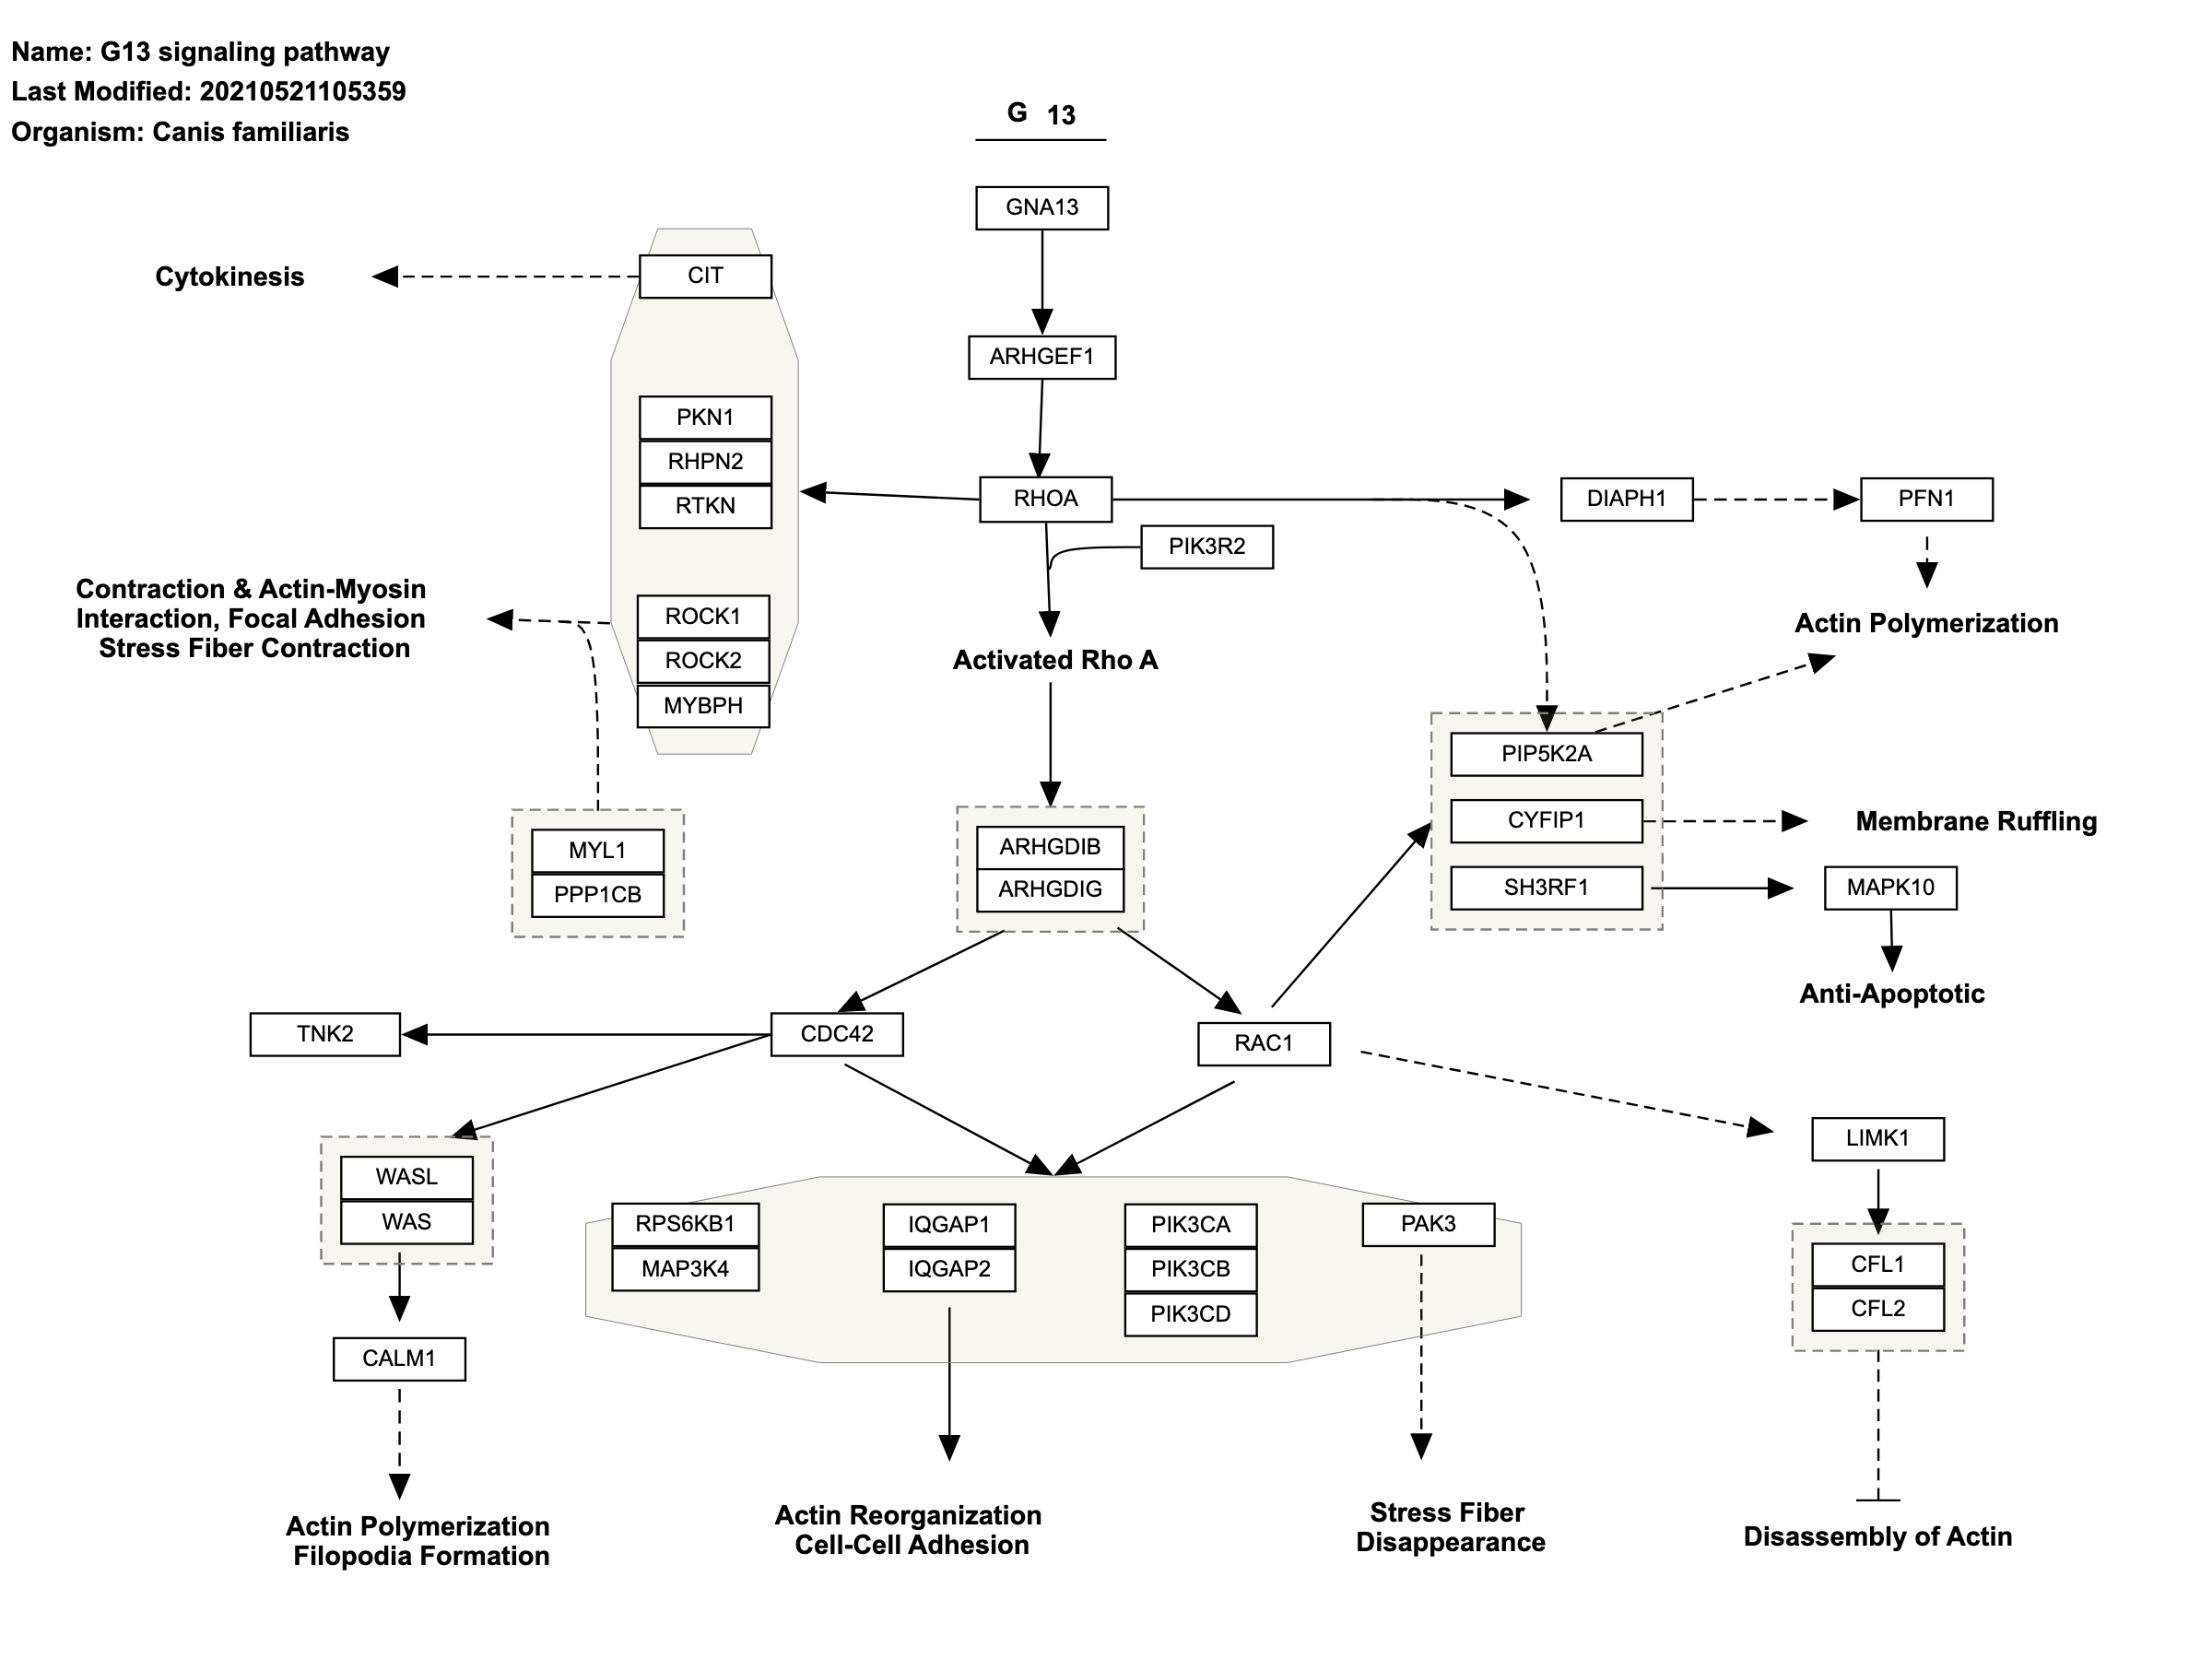 Name: G13 signaling pathway
Last Modified: 20210521105359
Organism: Canis familiaris
G 13
GNA13
Cytokinesis
CIT
ARHGEF1
PKN1
RHPN2
RTKN
RHOA
DIAPH1
PFN1
PIK3R2
Contraction & Actin-Myosin
Interaction, Focal Adhesion
Stress Fiber Contraction
ROCK1
ROCK2
MYBPH
Activated Rho A
Actin Polymerization
PIP5K2A
CYFIP1
SH3RF1
Membrane Ruffling
MAPK10
Anti-Apoptotic
MYL1
PPP1CB
ARHGDIB
ARHGDIG
TNK2
CDC42
RAC1
LIMK1
WASL
WAS
RPS6KB1
MAP3K4
IQGAP1
IQGAP2
PIK3CA
PIK3CB
PIK3CD
PAK3
CFL1
CFL2
CALM1
Actin Polymerization
Filopodia Formation
Actin Reorganization
Cell-Cell Adhesion
Stress Fiber
Disappearance
Disassembly of Actin